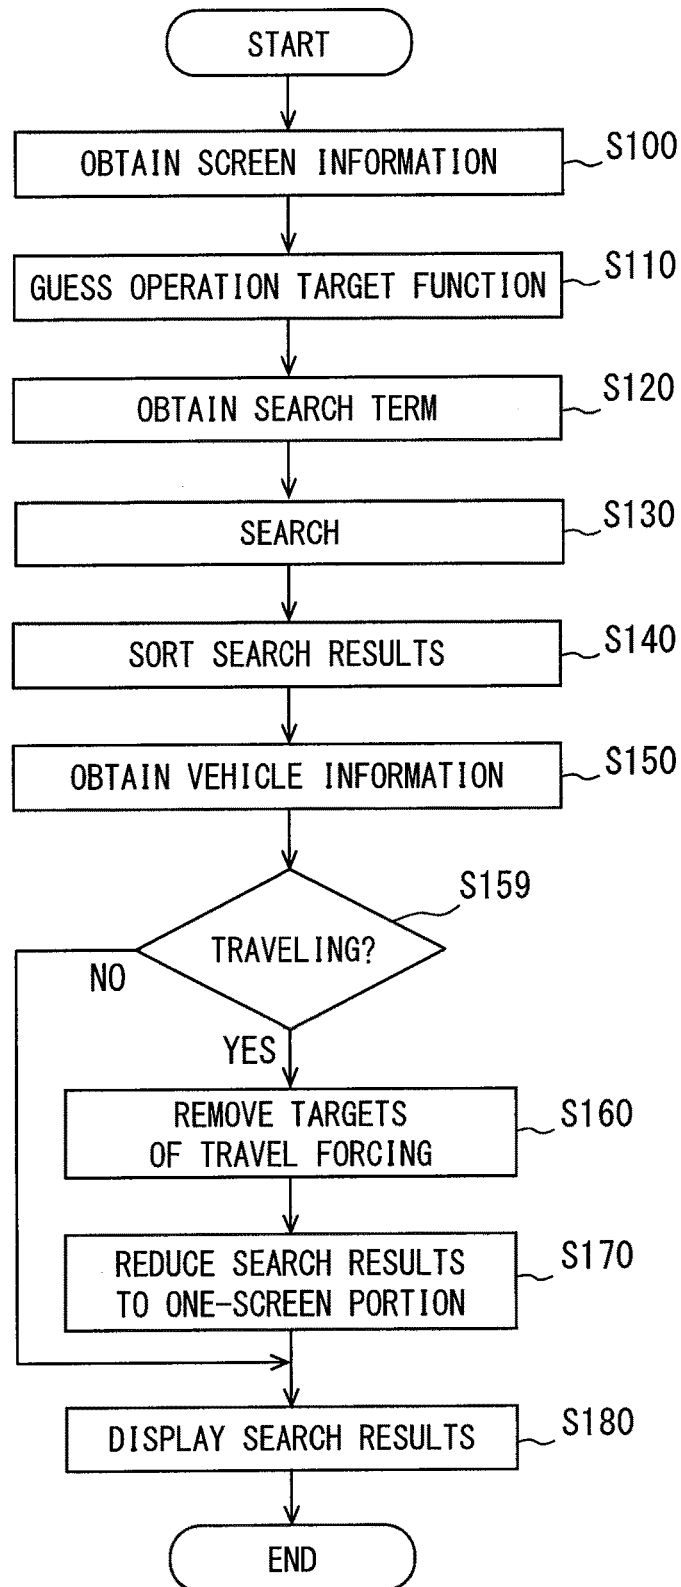 START
OBTAIN SCREEN INFORMATION
S100
GUESS OPERATION TARGET FUNCTION
S110
OBTAIN SEARCH TERM
S120
SEARCH
S130
SORT SEARCH RESULTS
S140
OBTAIN VEHICLE INFORMATION
S150
S159
TRAVELING?
NO
YES
REMOVE TARGETS
OF TRAVEL FORCING
S160
REDUCE SEARCH RESULTS
TO ONE-SCREEN PORTION
S170
DISPLAY SEARCH RESULTS
S180
END